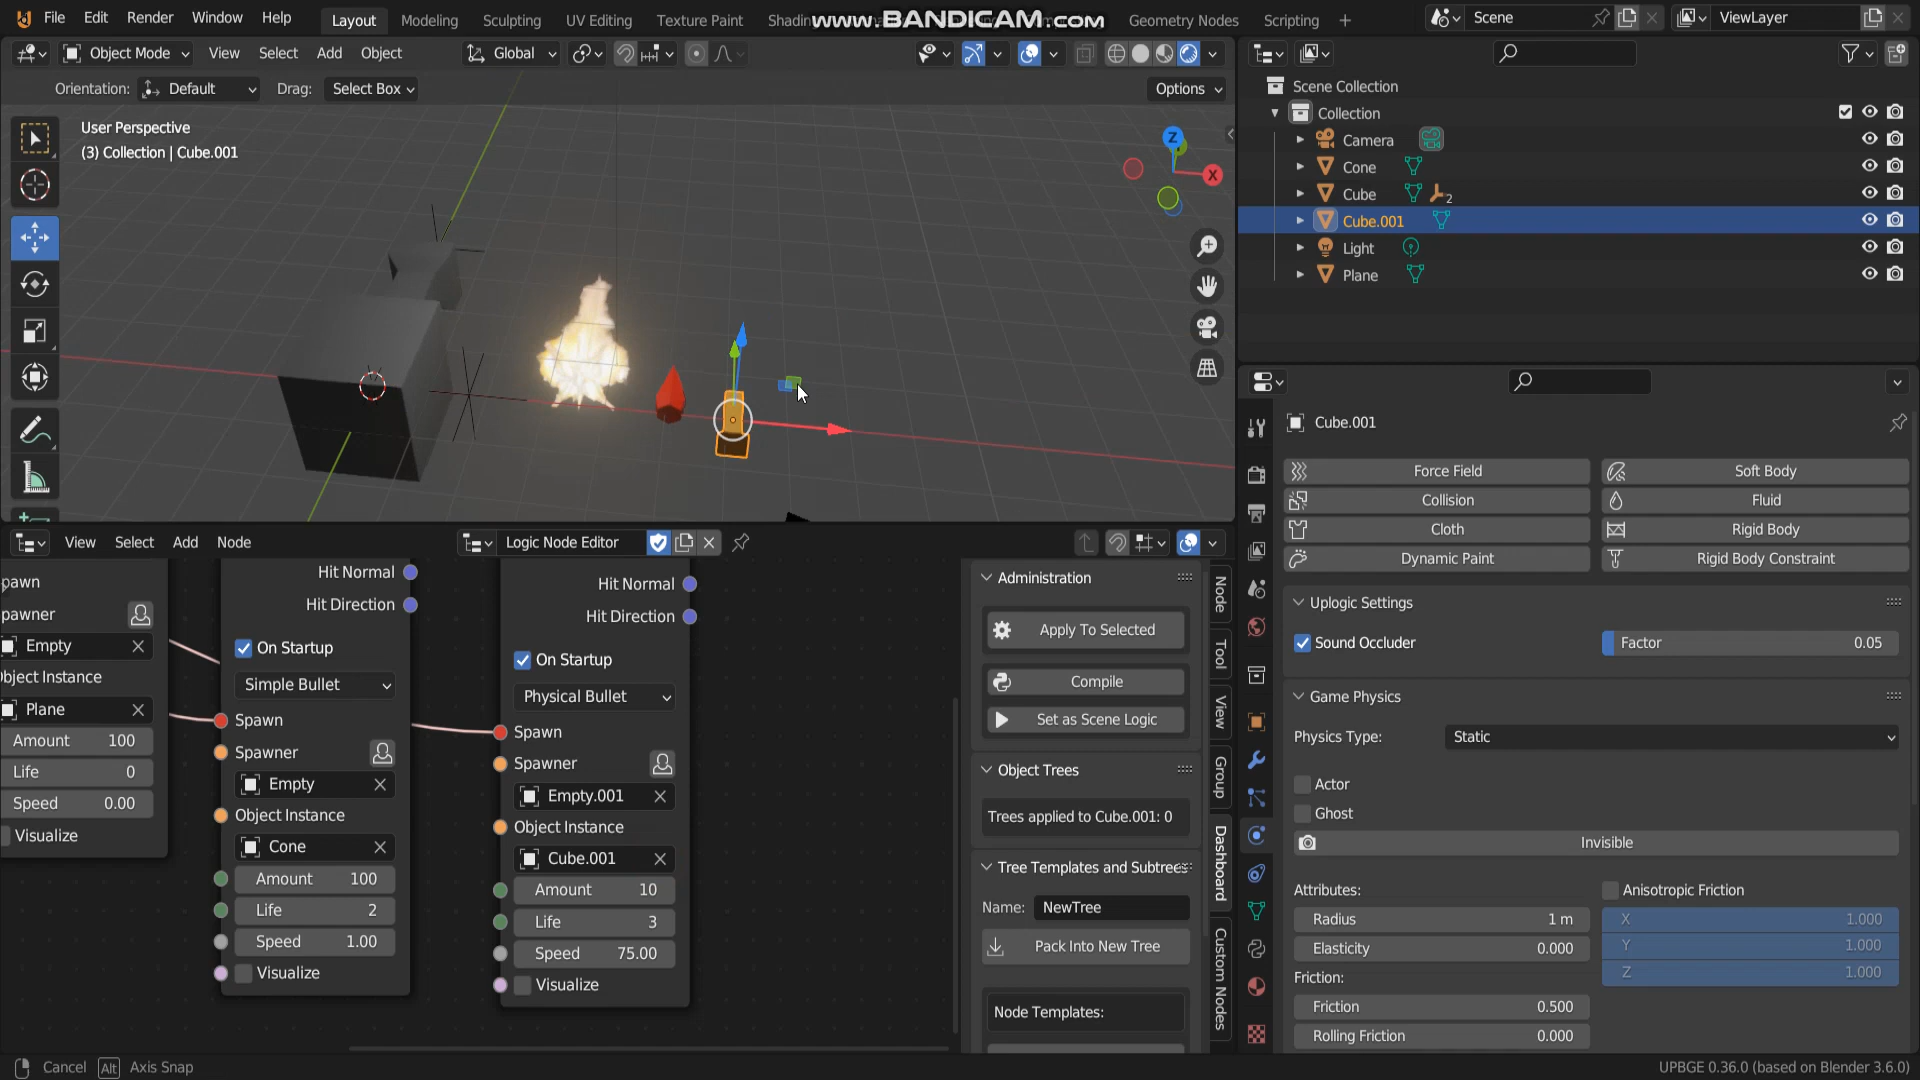 File Edit Render Window Help Layout Modeling Sculpting UV Editing Texture Paint Shadin www.BANDICAM.com Geometry Nodes Scripting Scene ViewLayer
Object Mode View Select Add Object Global
Orientation: Default Drag: Select Box Options
User Perspective
(3) Collection | Cube.001
Z
X
Scene Collection
Collection
Camera
Cone
Cube 2
Cube.001
Light
Plane
View Select Add Node Logic Node Editor
pawn
pawner
Empty
bject Instance
Plane
Amount 100
Life 0
Speed 0.00
Visualize
Hit Normal
Hit Direction
On Startup
Simple Bullet
Spawn
Spawner
Empty
Object Instance
Cone
Amount 100
Life 2
Speed 1.00
Visualize
Hit Normal
Hit Direction
On Startup
Physical Bullet
Spawn
Spawner
Empty.001
Object Instance
Cube.001
Amount 10
Life 3
Speed 75.00
Visualize
Administration
Apply To Selected
Compile
Set as Scene Logic
Object Trees
Trees applied to Cube.001: 0
Tree Templates and Subtrees
Name: NewTree
Pack Into New Tree
Node Templates:
Node
Tool
View
Group
Dashboard
Custom Nodes
Cube.001
Force Field Soft Body
Collision Fluid
Cloth Rigid Body
Dynamic Paint Rigid Body Constraint
Uplogic Settings
Sound Occluder Factor 0.05
Game Physics
Physics Type: Static
Actor
Ghost
Invisible
Attributes: Anisotropic Friction
Radius 1 m X 1.000
Elasticity 0.000 Y 1.000
Friction: Z 1.000
Friction 0.500
Rolling Friction 0.000
Cancel Alt Axis Snap UPBGE 0.36.0 (based on Blender 3.6.0)